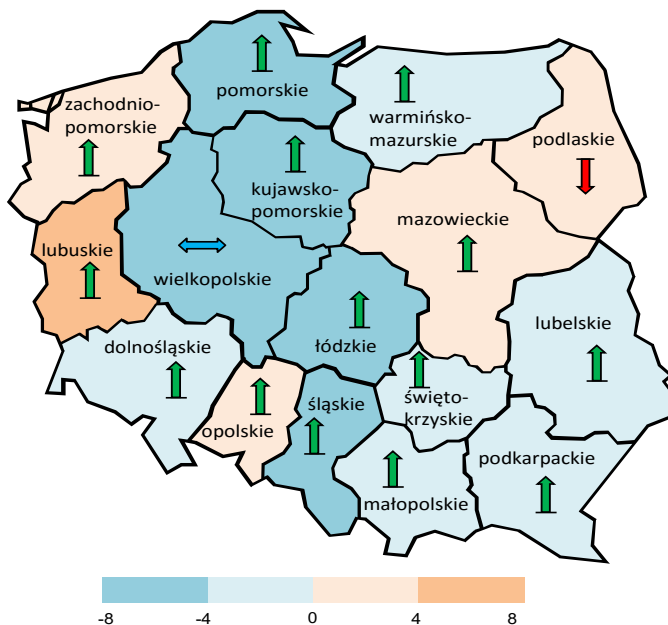 pomorskie
zachodnio-
pomorskie
warmińsko-
mazurskie
podlaskie
kujawsko-
pomorskie
mazowieckie
lubuskie
wielkopolskie
lubelskie
dolnośląskie
łódzkie
śląskie
święto-
krzyskie
opolskie
podkarpackie
małopolskie
-8 -4 0 4 8